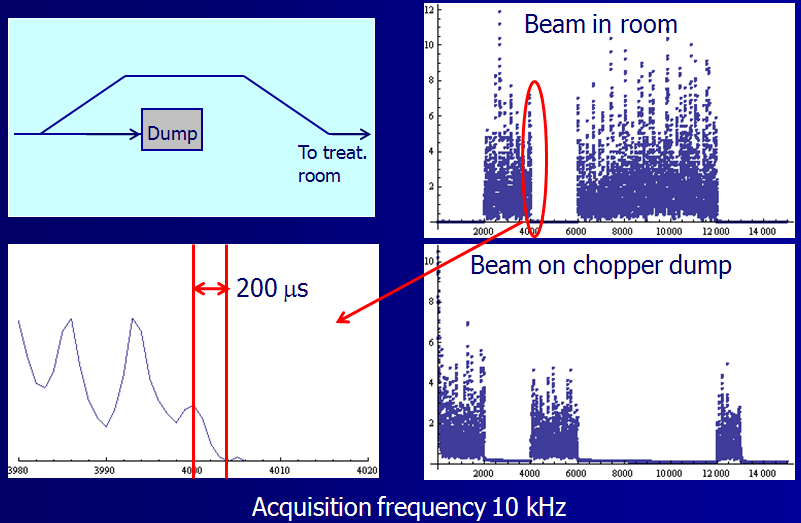 Dump
To treat.
room
Beam in room
12
10
8
6
4
2
2000 4000 6000 8000 10 000 12 000 14 000
200 μs
3980 3990 4000 4010 4020
Beam on chopper dump
10
8
6
4
2
2000 4000 6000 8000 10 000 12 000 14 000
Acquisition frequency 10 kHz